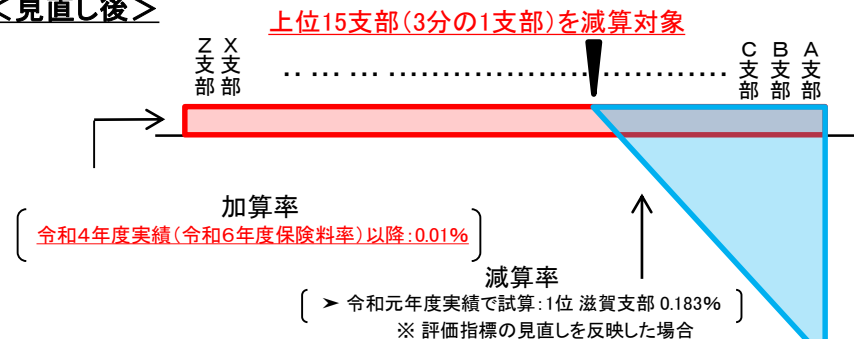 <見直し後>
上位15支部(3分の1支部)を減算対象
Z支部
X支部
C支部
B支部
A支部
加算率
令和4年度実績(令和6年度保険料率)以降:0.01%
減算率
➤ 令和元年度実績で試算:1位 滋賀支部 0.183%
※ 評価指標の見直しを反映した場合